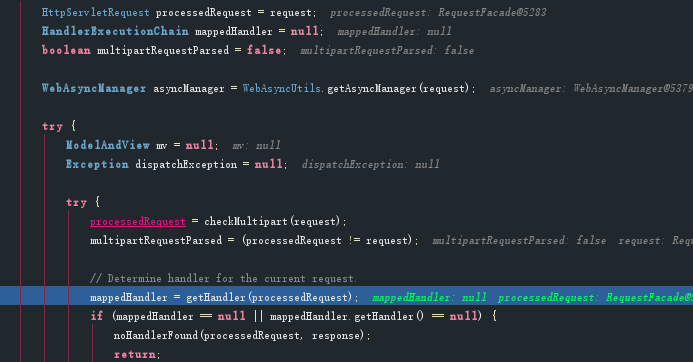 HttpServletRequest processedRequest = request;  processedRequest: RequestFacade@5283
HandlerExecutionChain mappedHandler = null;  mappedHandler: null
boolean multipartRequestParsed = false;  multipartRequestParsed: false
WebAsyncManager asyncManager = WebAsyncUtils.getAsyncManager(request);  asyncManager: WebAsyncManager@5379
try {
ModelAndView mv = null;  mv: null
Exception dispatchException = null;  dispatchException: null
try {
processedRequest = checkMultipart(request);
multipartRequestParsed = (processedRequest != request);  multipartRequestParsed: false  request: Requ
// Determine handler for the current request.
mappedHandler = getHandler(processedRequest);  mappedHandler: null  processedRequest: RequestFacade@5
if (mappedHandler == null || mappedHandler.getHandler() == null) {
noHandlerFound(processedRequest, response);
return;